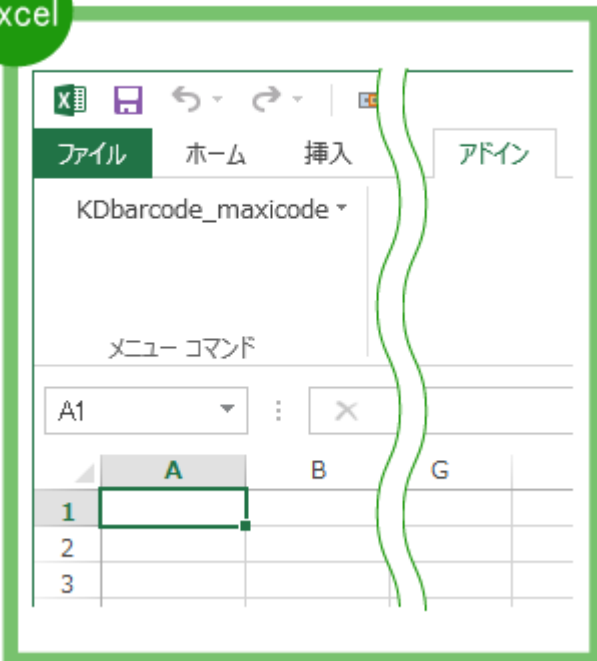 xcel
ファイル ホーム 挿入 アドイン
KDbarcode_maxicode
メニュー コマンド
A1
A B G
1
2
3